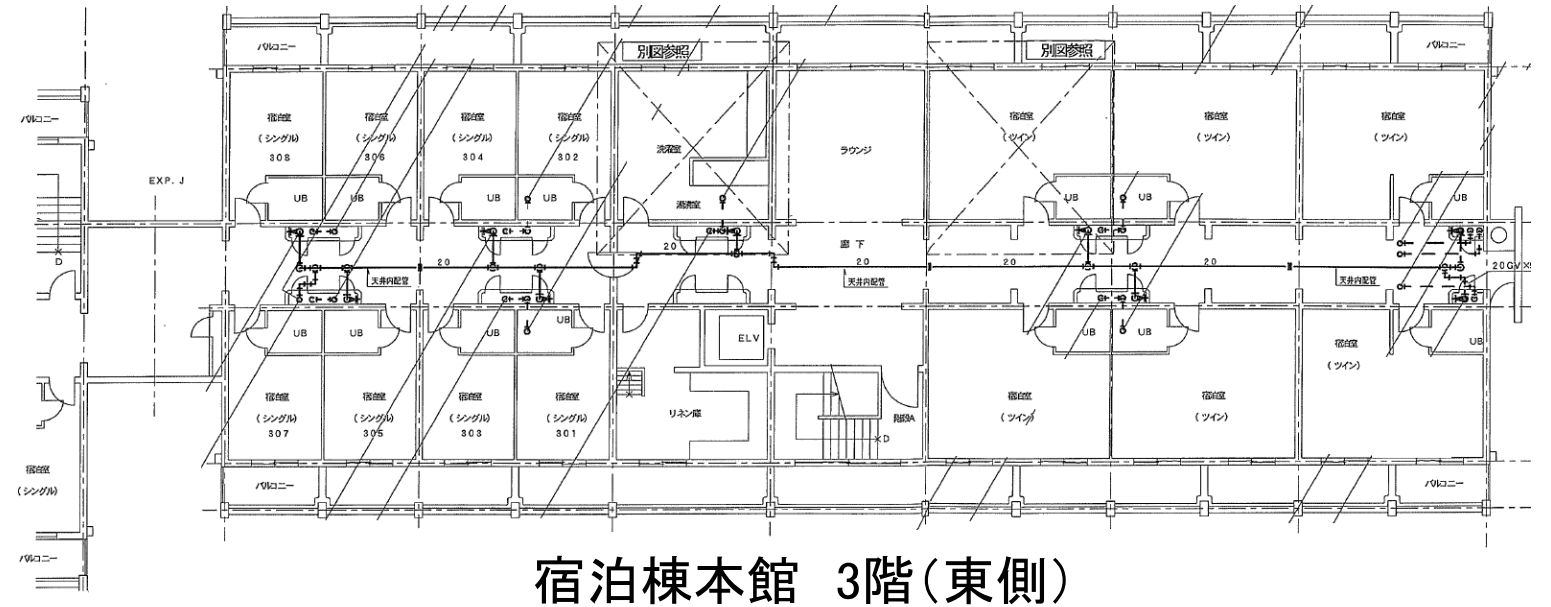 別図参照
別図参照
バルコニー
バルコニー
バルコニー
宿泊室
(シングル)
308
宿泊室
(シングル)
306
宿泊室
(シングル)
304
宿泊室
(シングル)
302
洗濯室
ラウンジ
宿泊室
(ツイン)
宿泊室
(ツイン)
宿泊室
(ツイン)
EXP.J
UB
UB
UB
UB
湯沸室
UB
UB
UB
D
廊 下
20
20
20
20
20
天井内配管
天井内配管
天井内配管
UB
UB
UB
UB
ELV
UB
UB
UB
宿泊室
(シングル)
307
宿泊室
(シングル)
305
宿泊室
(シングル)
303
宿泊室
(シングル)
301
リネン庫
階段A
D
宿泊室
(ツイン)
宿泊室
(ツイン)
宿泊室
(ツイン)
宿泊室
(シングル)
バルコニー
バルコニー
バルコニー
宿泊棟本館 3階(東側)